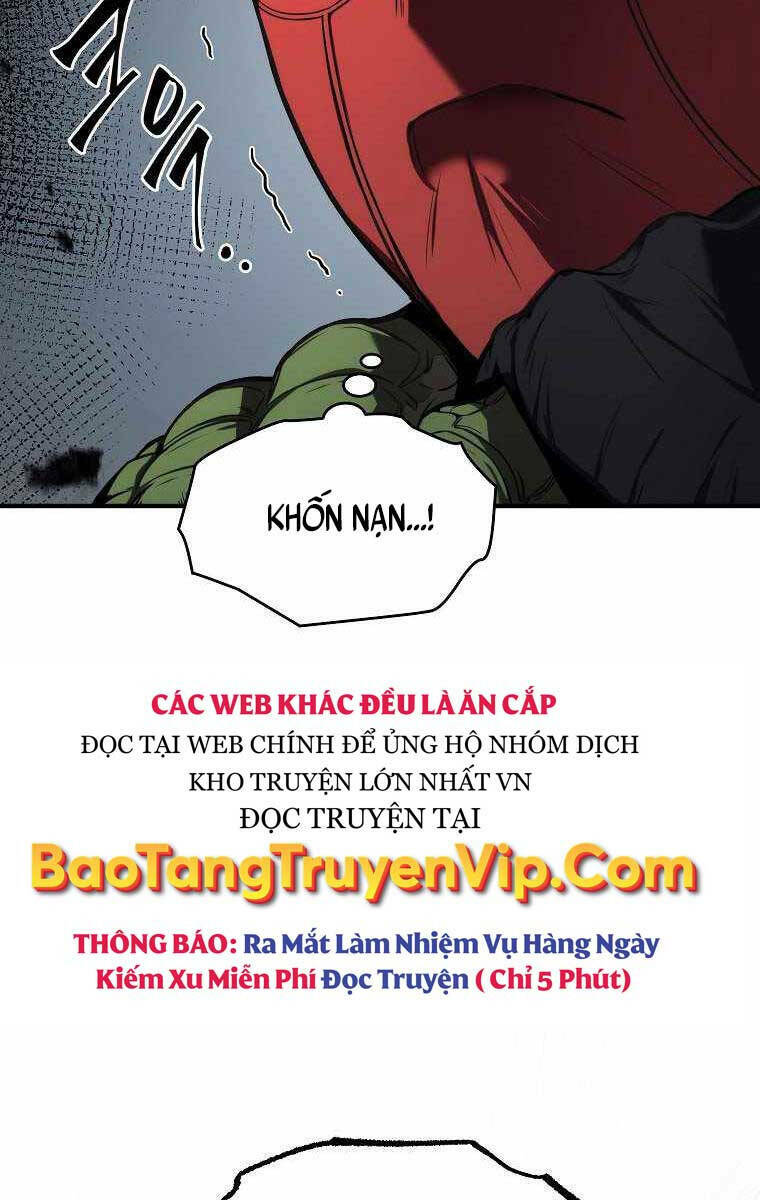 KHỐN NẠN...!
CÁC WEB KHÁC ĐỀU LÀ ĂN CẮP
ĐỌC TẠI WEB CHÍNH ĐỂ ỦNG HỘ NHÓM DỊCH
KHO TRUYỆN LỚN NHẤT VN
ĐỌC TRUYỆN TẠI
BaoTangTruyenVip.Com
THÔNG BÁO: Ra Mắt Làm Nhiệm Vụ Hàng Ngày
Kiếm Xu Miễn Phí Đọc Truyện ( Chỉ 5 Phút)